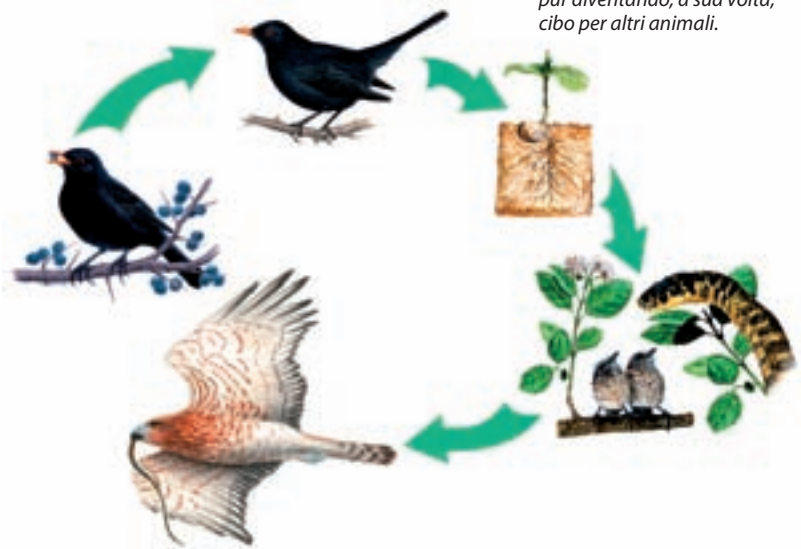 pur diventando, a sua volta,
cibo per altri animali.